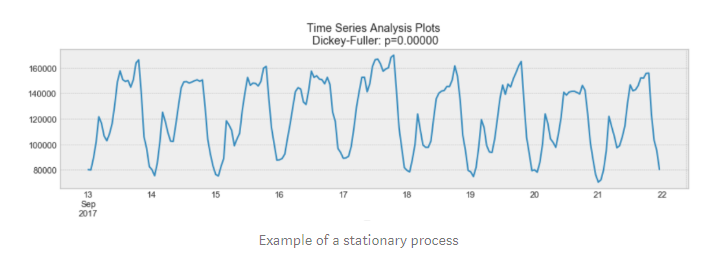 Time Series Analysis Plots
Dickey-Fuller: p=0.00000
160000
140000
120000
100000
80000
13 14 15 16 17 18 19 20 21 22
Sep
2017
Example of a stationary process